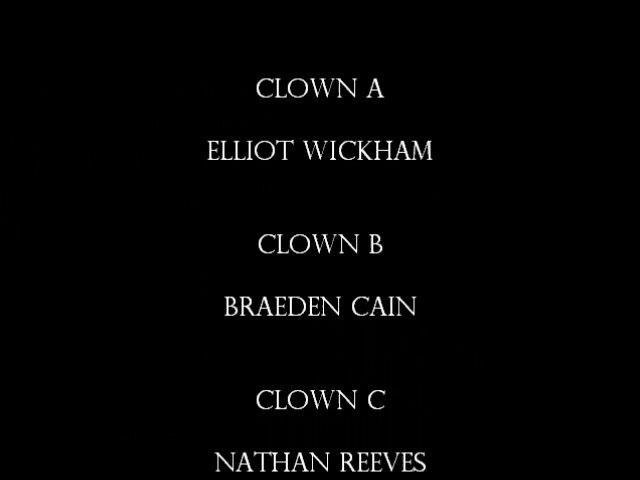 CLOWN A
ELLIOT WICKHAM
CLOWN B
BRAEDEN CAIN
CLOWN C
NATHAN REEVES